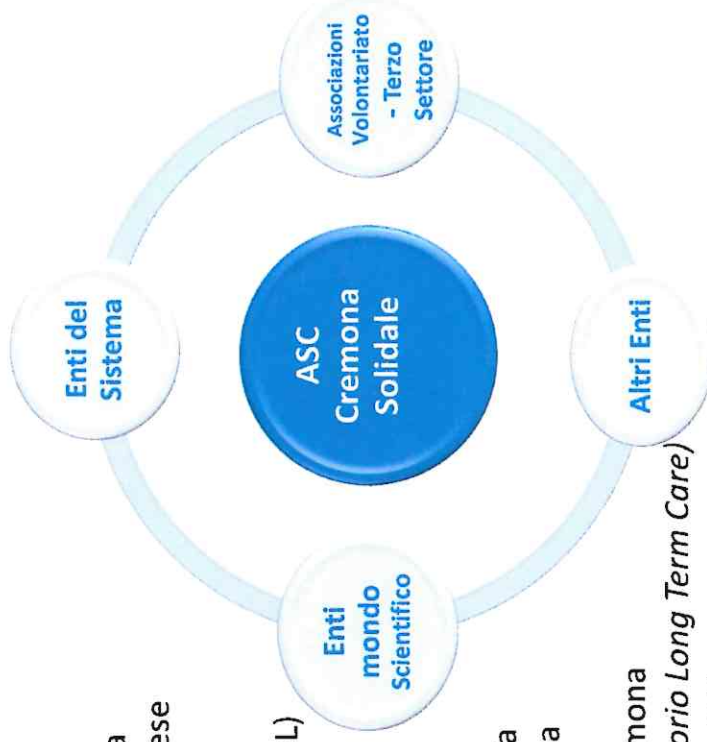 Enti del
Sistema
Associazioni
Volontariato
- Terzo
Settore
ASC
Cremona
Solidale
Enti
mondo
Scientifico
Altri Enti
a
ese
L)
a
a
mona
orio Long Term Care)